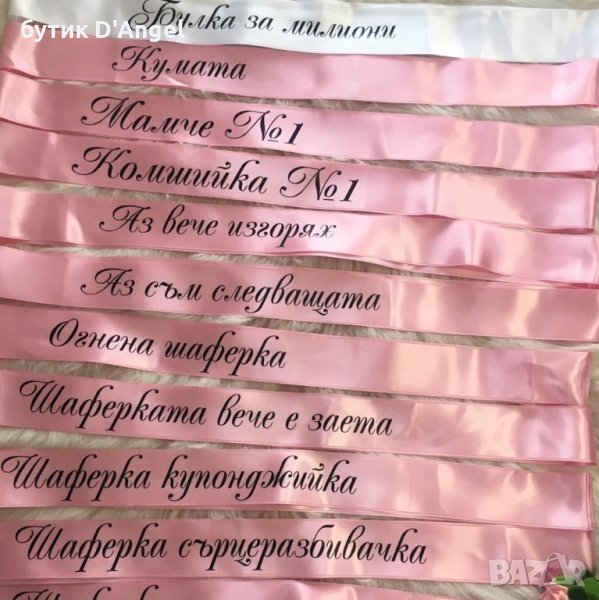 бутик D'Angel
Булка за милиони
Кумата
Мамче №1
Комшийка №1
Аз вече изгорях
Аз съм следващата
Огнена шаферка
Шаферката вече е заета
Шаферка купонджийка
Шаферка сърцеразбивачка
BAZAR